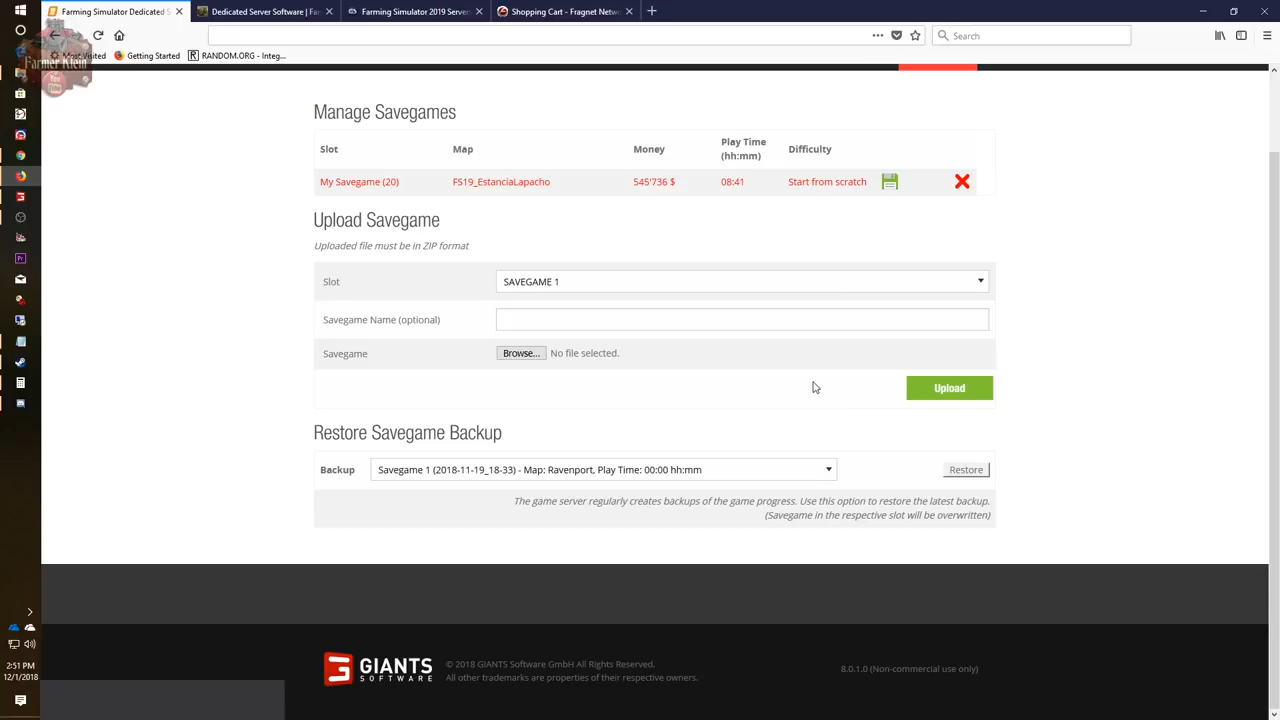 Farming Simulator Dedicated S
Dedicated Server Software | Fa
FS19 - Farming Simulator
Shopping Cart - Fragnet Netwo
Search
Most Visited
Getting Started
RANDOM.ORG - Integ...
Farmer Klein
You
Tube
Manage Savegames
Slot Map Money Play Time (hh:mm) Difficulty
My Savegame (20) FS19_EstanciaLapacho 545'736 $ 08:41 Start from scratch
Upload Savegame
Uploaded file must be in ZIP format
Slot SAVEGAME 1
Savegame Name (optional)
Savegame Browse... No file selected.
Upload
Restore Savegame Backup
Backup Savegame 1 (2018-11-19_18-33) - Map: Ravenport, Play Time: 00:00 hh:mm Restore
The game server regularly creates backups of the game progress. Use this option to restore the latest backup.
(Savegame in the respective slot will be overwritten)
2:51 PM
GIANTS
SOFTWARE
© 2018 GIANTS Software GmbH All Rights Reserved.
All other trademarks are properties of their respective owners.
8.0.1.0 (Non-commercial use only)